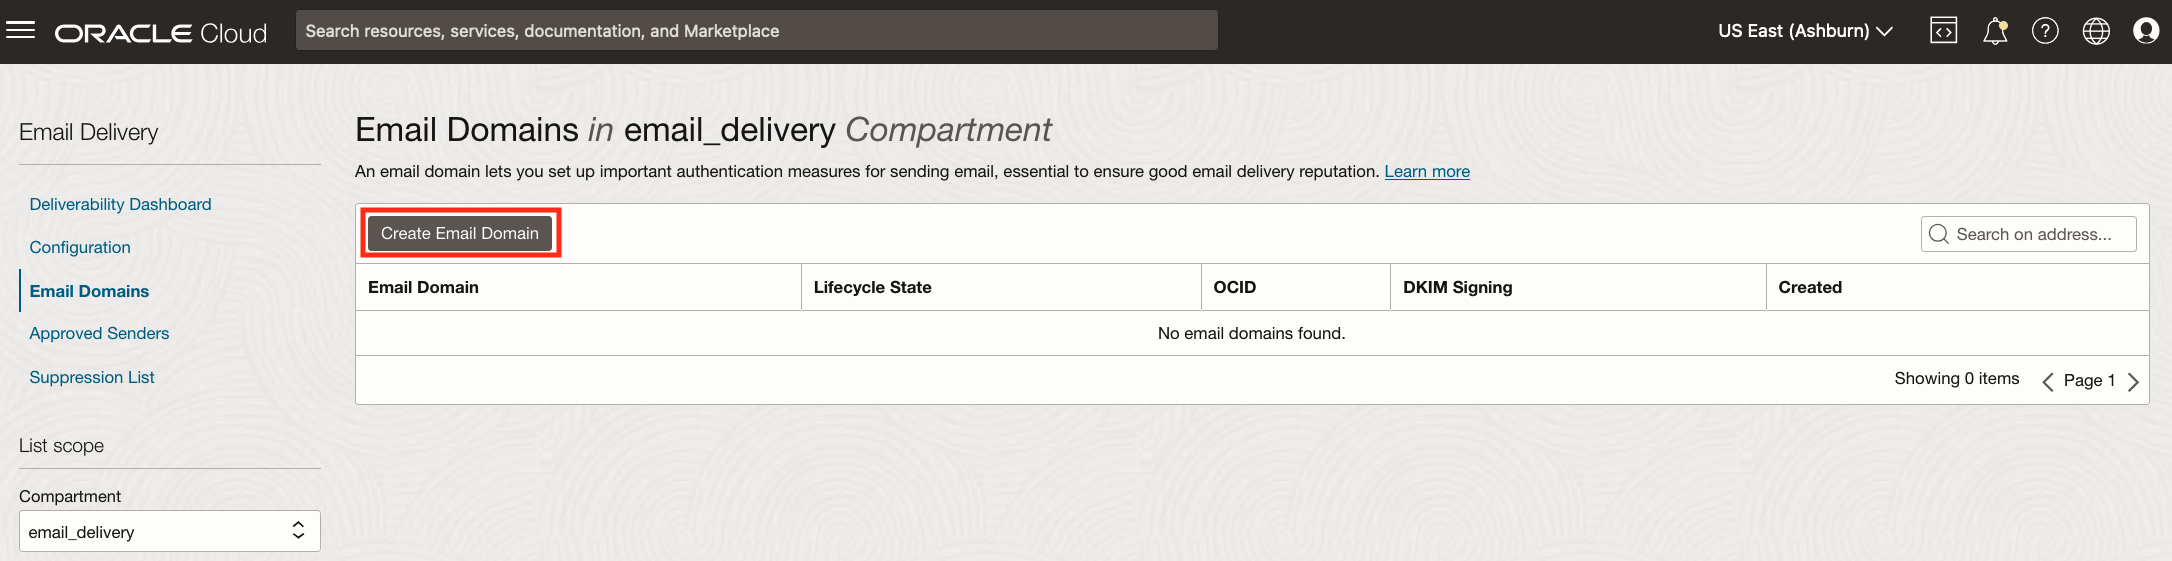 ORACLE Cloud
Search resources, services, documentation, and Marketplace
US East (Ashburn)
Email Delivery
Deliverability Dashboard
Configuration
Email Domains
Approved Senders
Suppression List
List scope
Compartment
email_delivery
Email Domains in email_delivery Compartment
An email domain lets you set up important authentication measures for sending email, essential to ensure good email delivery reputation. Learn more
Create Email Domain
Search on address...
Email Domain Lifecycle State OCID DKIM Signing Created
No email domains found.
Showing 0 items Page 1